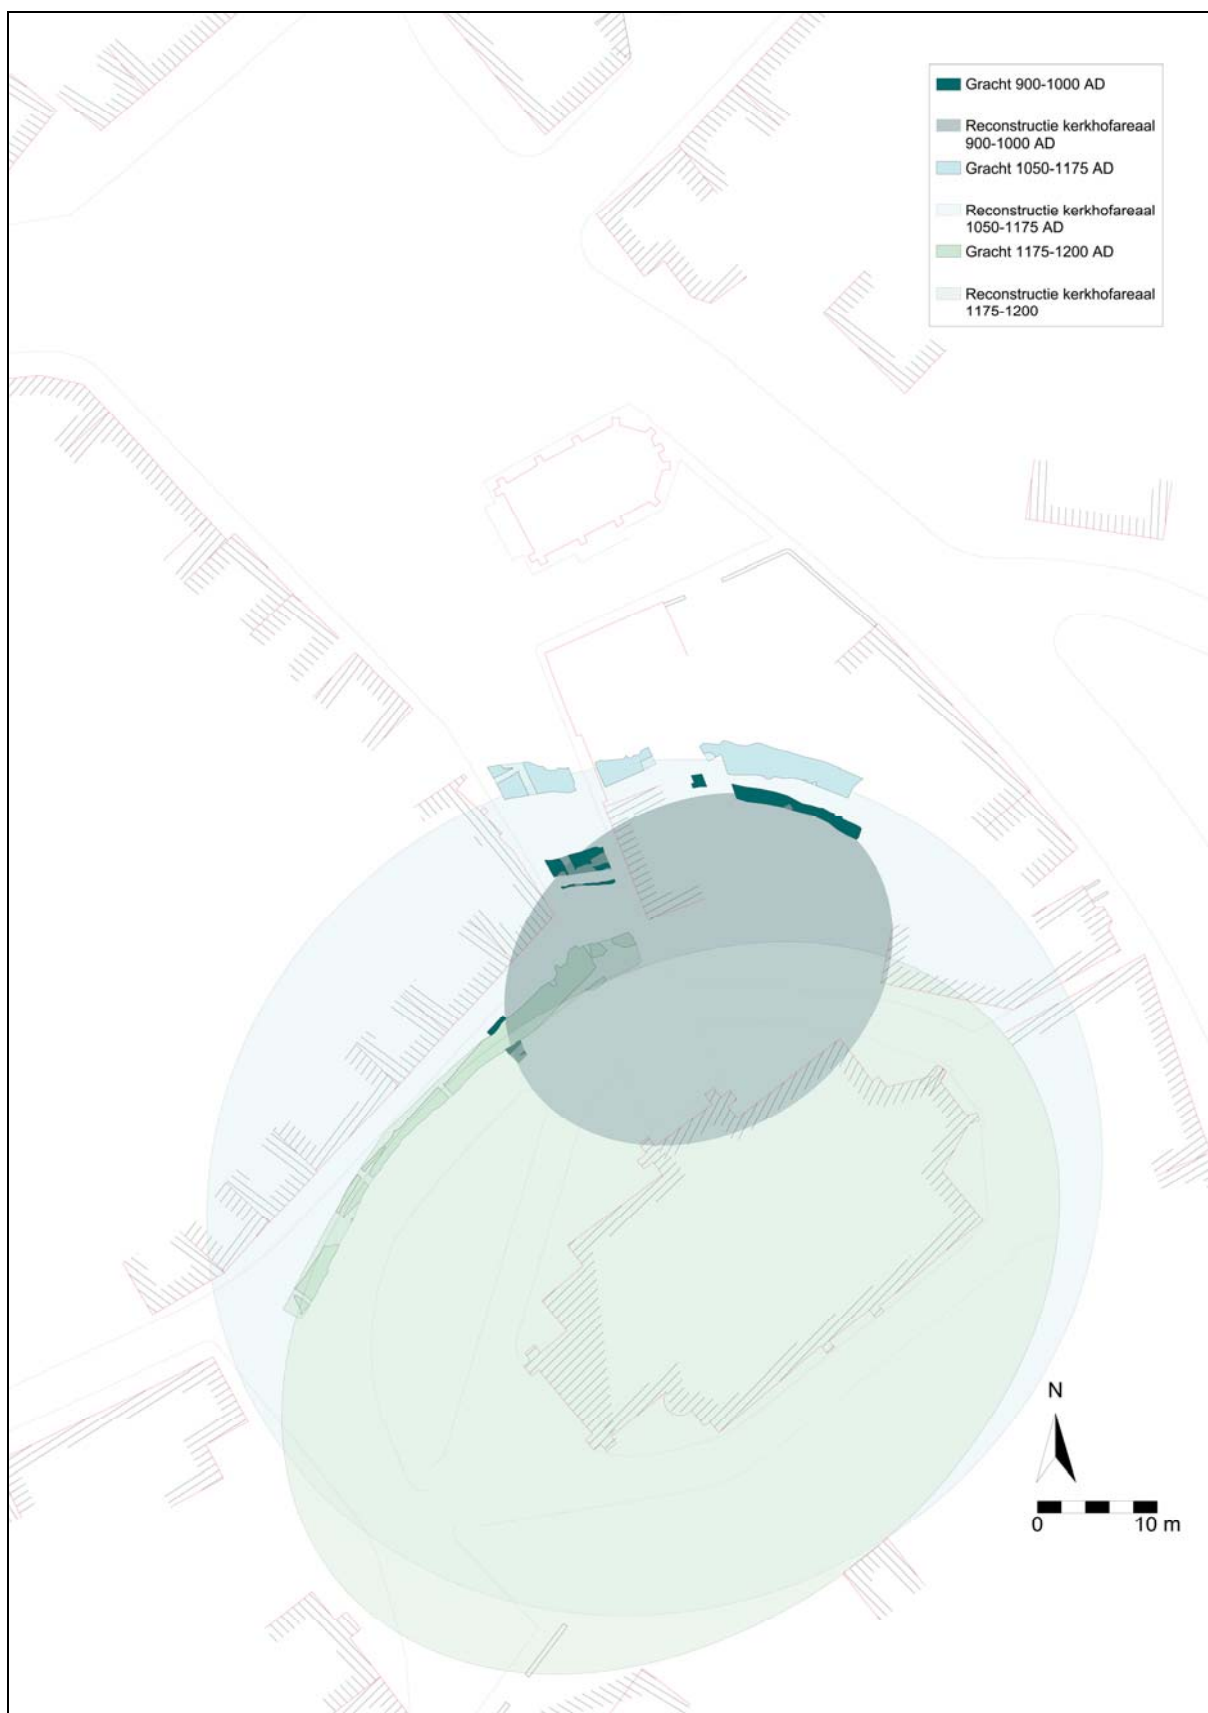 Gracht 900-1000 AD
Reconstructie kerkhofareaal
900-1000 AD
Gracht 1050-1175 AD
Reconstructie kerkhofareaal
1050-1175 AD
Gracht 1175-1200 AD
Reconstructie kerkhofareaal
1175-1200
N
0 10 m